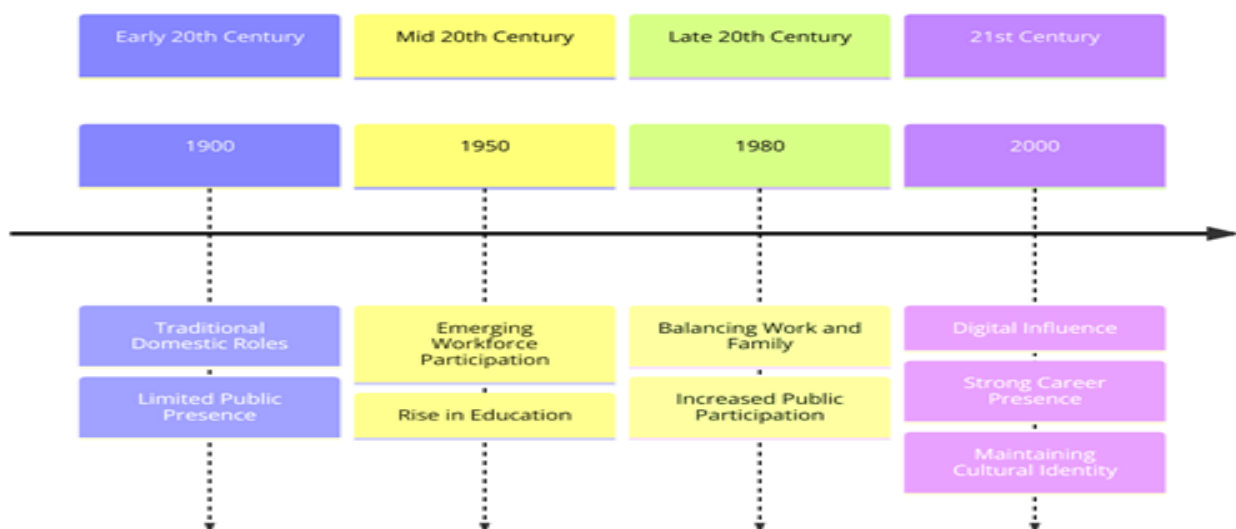 Early 20th Century
Mid 20th Century
Late 20th Century
21st Century
1900
1950
1980
2000
Traditional
Domestic Roles
Limited Public
Presence
Emerging
Workforce
Participation
Rise in Education
Balancing Work and
Family
Increased Public
Participation
Digital Influence
Strong Career
Presence
Maintaining
Cultural Identity